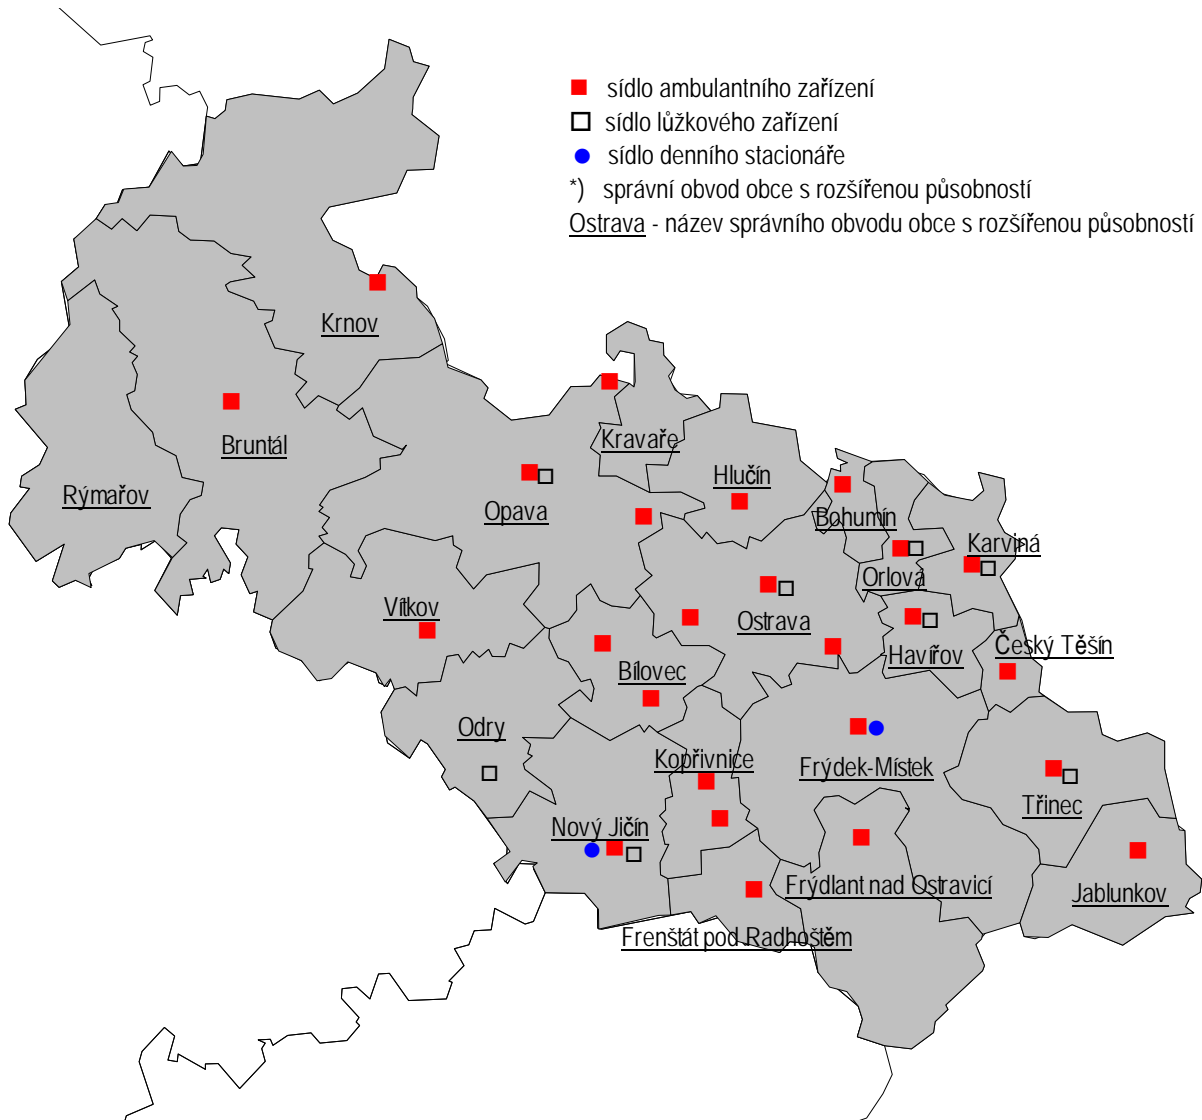 sídlo ambulantního zařízení
sídlo lůžkového zařízení
sídlo denního stacionáře
*) správní obvod obce s rozšířenou působností
Ostrava - název správního obvodu obce s rozšířenou působností
Krnov
Bruntál
Rýmařov
Kravaře
Hlučín
Opava
Bohumín
Karviná
Orlová
Vítkov
Ostrava
Havířov
Český Těšín
Bílovec
Odry
Kopřivnice
Frýdek-Místek
Třinec
Nový Jičín
Frýdlant nad Ostravicí
Jablunkov
Frenštát pod Radhoštěm